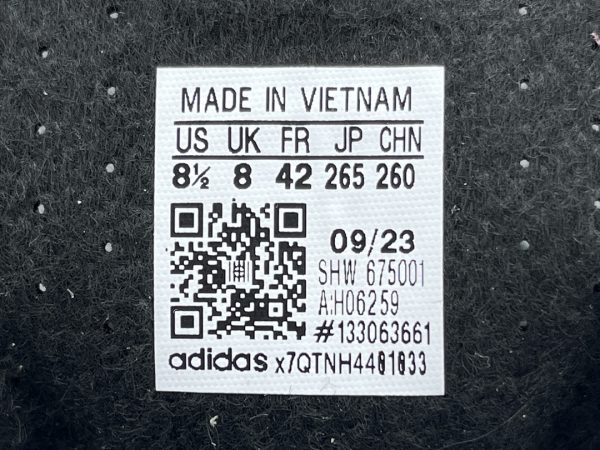 MADE IN VIETNAM
US UK FR JP CHN
8½ 8 42 265 260
09/23
SHW 675001
A:H06259
#133063661
adidas x7QTNH4401033